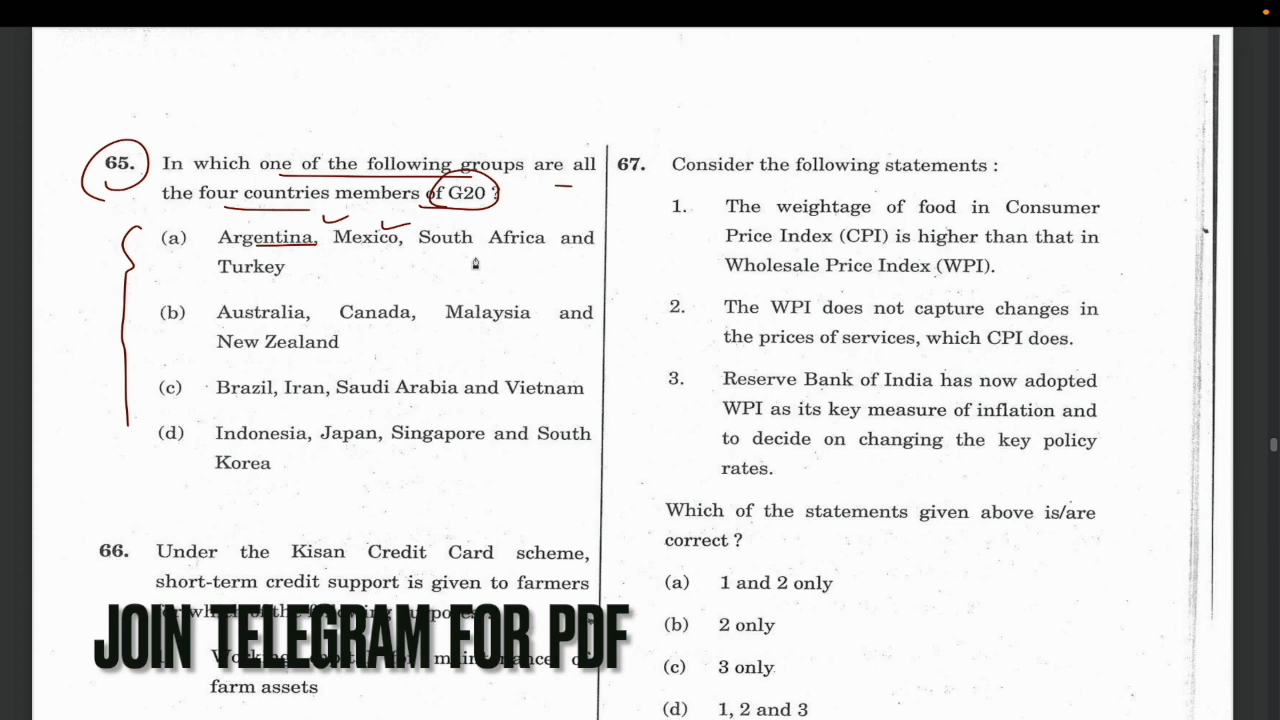 65. In which one of the following groups are all
the four countries members of G20 ?
(a) Argentina, Mexico, South Africa and
Turkey
(b) Australia, Canada, Malaysia and
New Zealand
(c) Brazil, Iran, Saudi Arabia and Vietnam
(d) Indonesia, Japan, Singapore and South
Korea
66. Under the Kisan Credit Card scheme,
short-term credit support is given to farmers
which of the
JOIN TELEGRAM FOR PDF
farm assets
67. Consider the following statements :
1. The weightage of food in Consumer
Price Index (CPI) is higher than that in
Wholesale Price Index (WPI).
2. The WPI does not capture changes in
the prices of services, which CPI does.
3. Reserve Bank of India has now adopted
WPI as its key measure of inflation and
to decide on changing the key policy
rates.
Which of the statements given above is/are
correct ?
(a) 1 and 2 only
(b) 2 only
(c) 3 only
(d) 1, 2 and 3